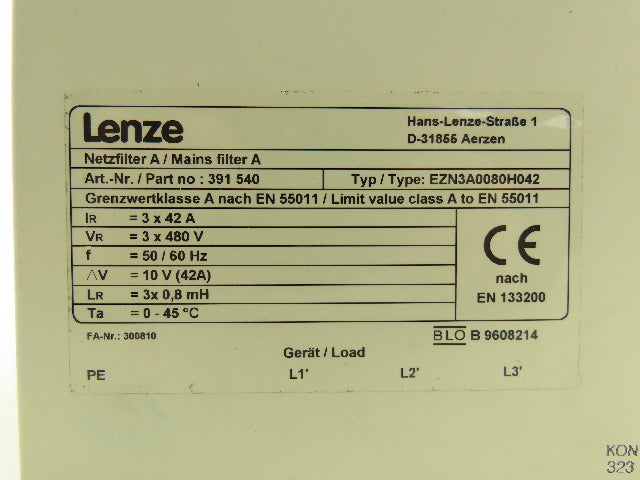 Lenze
Hans-Lenze-Straße 1
D-31855 Aerzen
Netzfilter A / Mains filter A
Art.-Nr. / Part no : 391 540 Typ / Type: EZN3A0080H042
Grenzwertklasse A nach EN 55011 / Limit value class A to EN 55011
IR = 3 x 42 A
VR = 3 x 480 V
f = 50 / 60 Hz
△V = 10 V (42A)
LR = 3x 0,8 mH
Ta = 0 - 45 °C
CE
nach
EN 133200
FA-Nr.: 300810
BLO B 9608214
Gerät / Load
PE L1' L2' L3'
KON
323